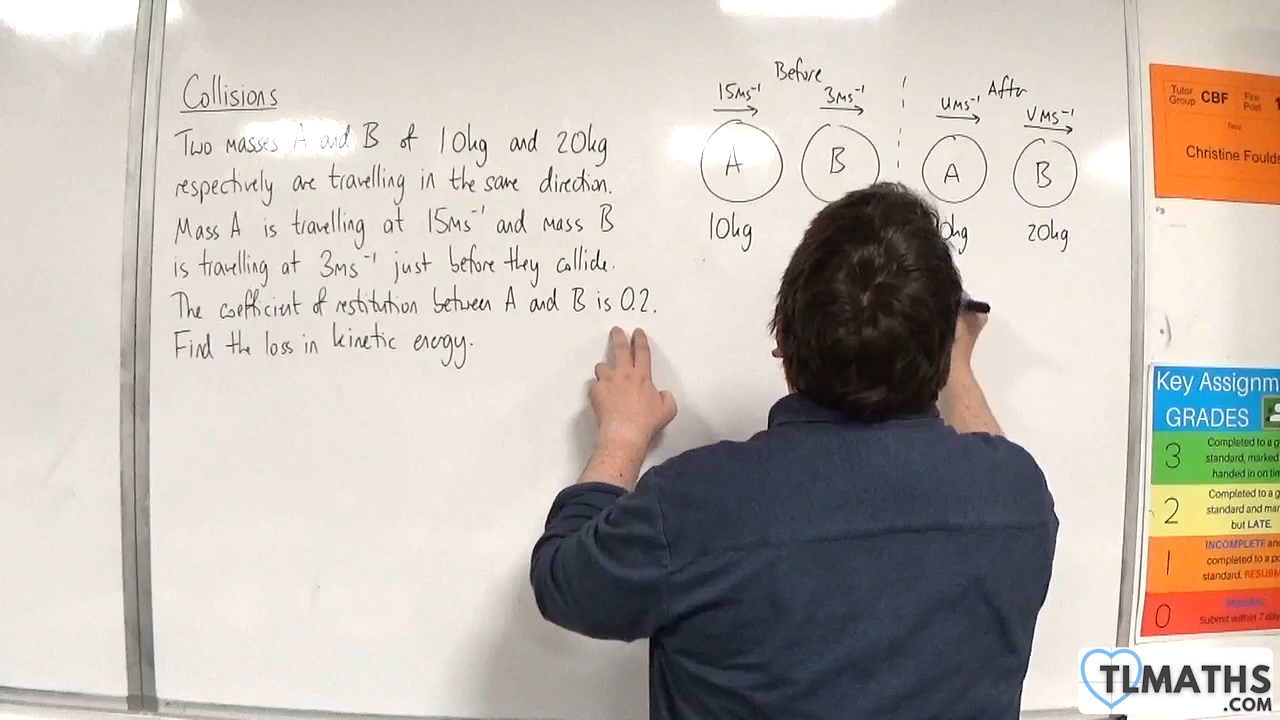 Collisions
Two masses A and B of 10kg and 20kg
respectively are travelling in the same direction.
Mass A is travelling at 15ms⁻¹ and mass B
is travelling at 3ms⁻¹ just before they collide.
The coefficient of restitution between A and B is 0.2.
Find the loss in kinetic energy.
Before
15ms⁻¹
3ms⁻¹
A
B
10kg
After
Ums⁻¹
Vms⁻¹
A
B
20kg
Tutor
Group
CBF
Fire
Christine Foulds
Key Assignm
GRADES
3
Completed to a g
standard, marked
handed in on tim
2
Completed to a g
standard and mar
but LATE.
1
INCOMPLETE and
completed to a po
standard. RESUBM
0
Submit within 7 day
TLMATHS
.COM